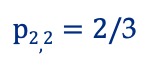 p₂,₂ = 2/3